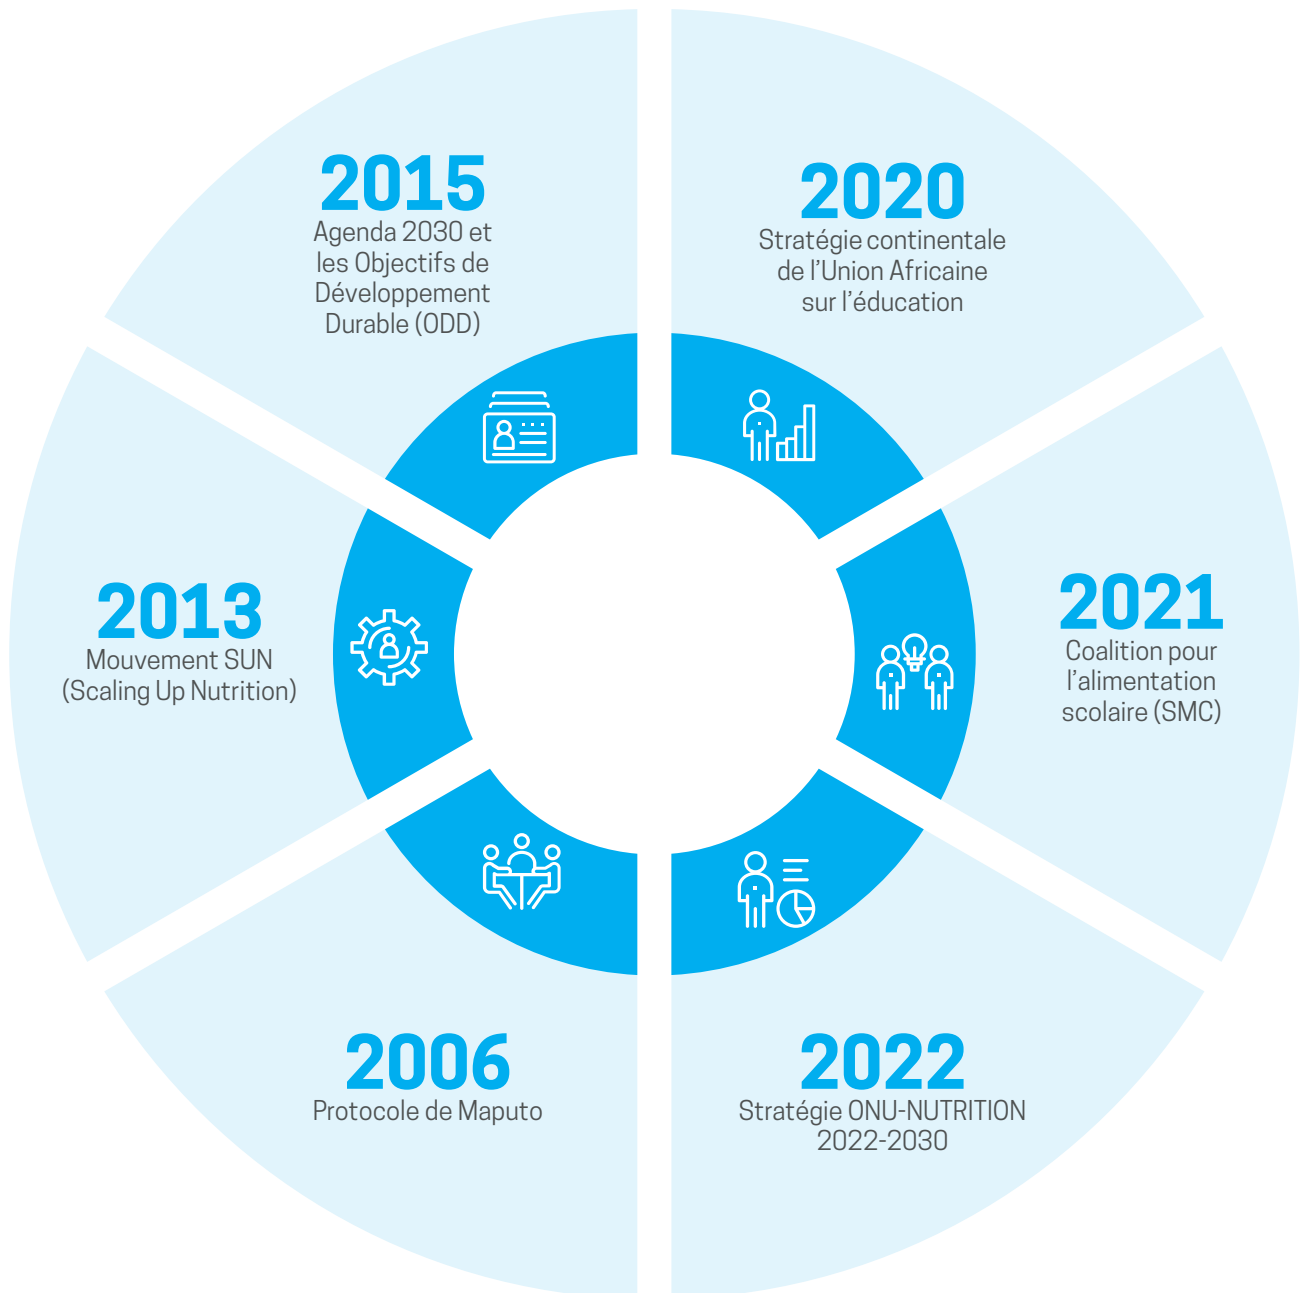 2015
Agenda 2030 et
les Objectifs de
Développement
Durable (ODD)
2020
Stratégie continentale
de l’Union Africaine
sur l’éducation
2013
Mouvement SUN
(Scaling Up Nutrition)
2021
Coalition pour
l’alimentation
scolaire (SMC)
2006
Protocole de Maputo
2022
Stratégie ONU-NUTRITION
2022-2030